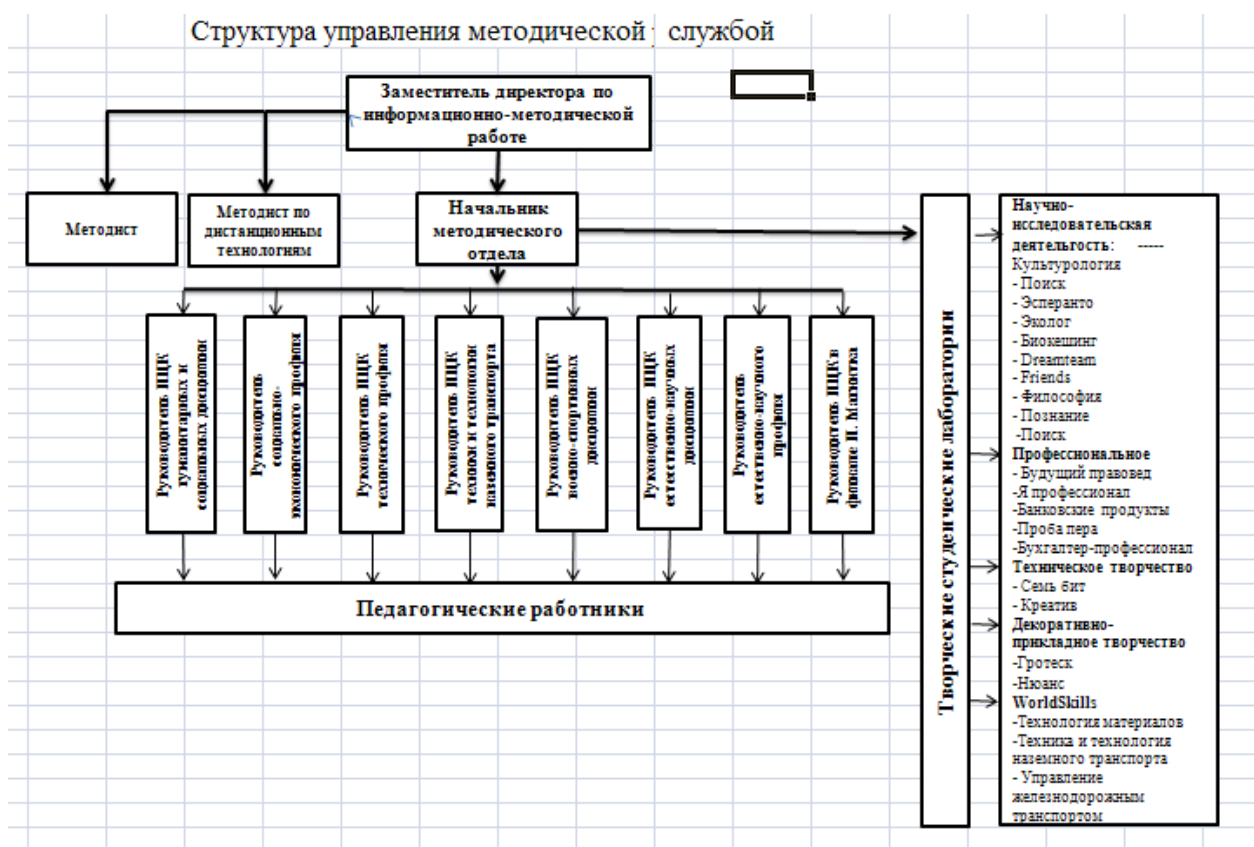 Структура управления методической службой
Заместитель директора по
информационно-методической
работе
Методист
Методист по
дистанционным
технологиям
Начальник
методического
отдела
Руководитель ПЦК
гуманитарных и
социальных дисциплин
Руководитель
социально-
экономического профиля
Руководитель ПЦК
технического профиля
Руководитель ПЦК
техники и технологии
наземного транспорта
Руководитель ПЦК
военно-спортивных
дисциплин
Руководитель ПЦК
естественно-научных
дисциплин
Руководитель
естественно-научного
профиля
Руководитель ПЦК в
филиале П.
Педагогические работники
Творческие студенческие лаборатории
Научно-
исследовательская
деятельгость: -----
Культурология
- Поиск
- Эсперанто
- Эколог
- Биокешинг
- Dreamteam
- Friends
- Философия
- Познание
-Поиск
Профессиональное
- Будущий правовед
-Я профессионал
-Банковские продукты
-Проба пера
-Бухгалтер-профессионал
Техническое творчество
- Семь бит
- Креатив
Декоративно-
прикладное творчество
-Гротеск
-Нюанс
WorldSkills
-Технология материалов
-Техника и технология
наземного транспорта
- Управление
железнодорожным
транспортом